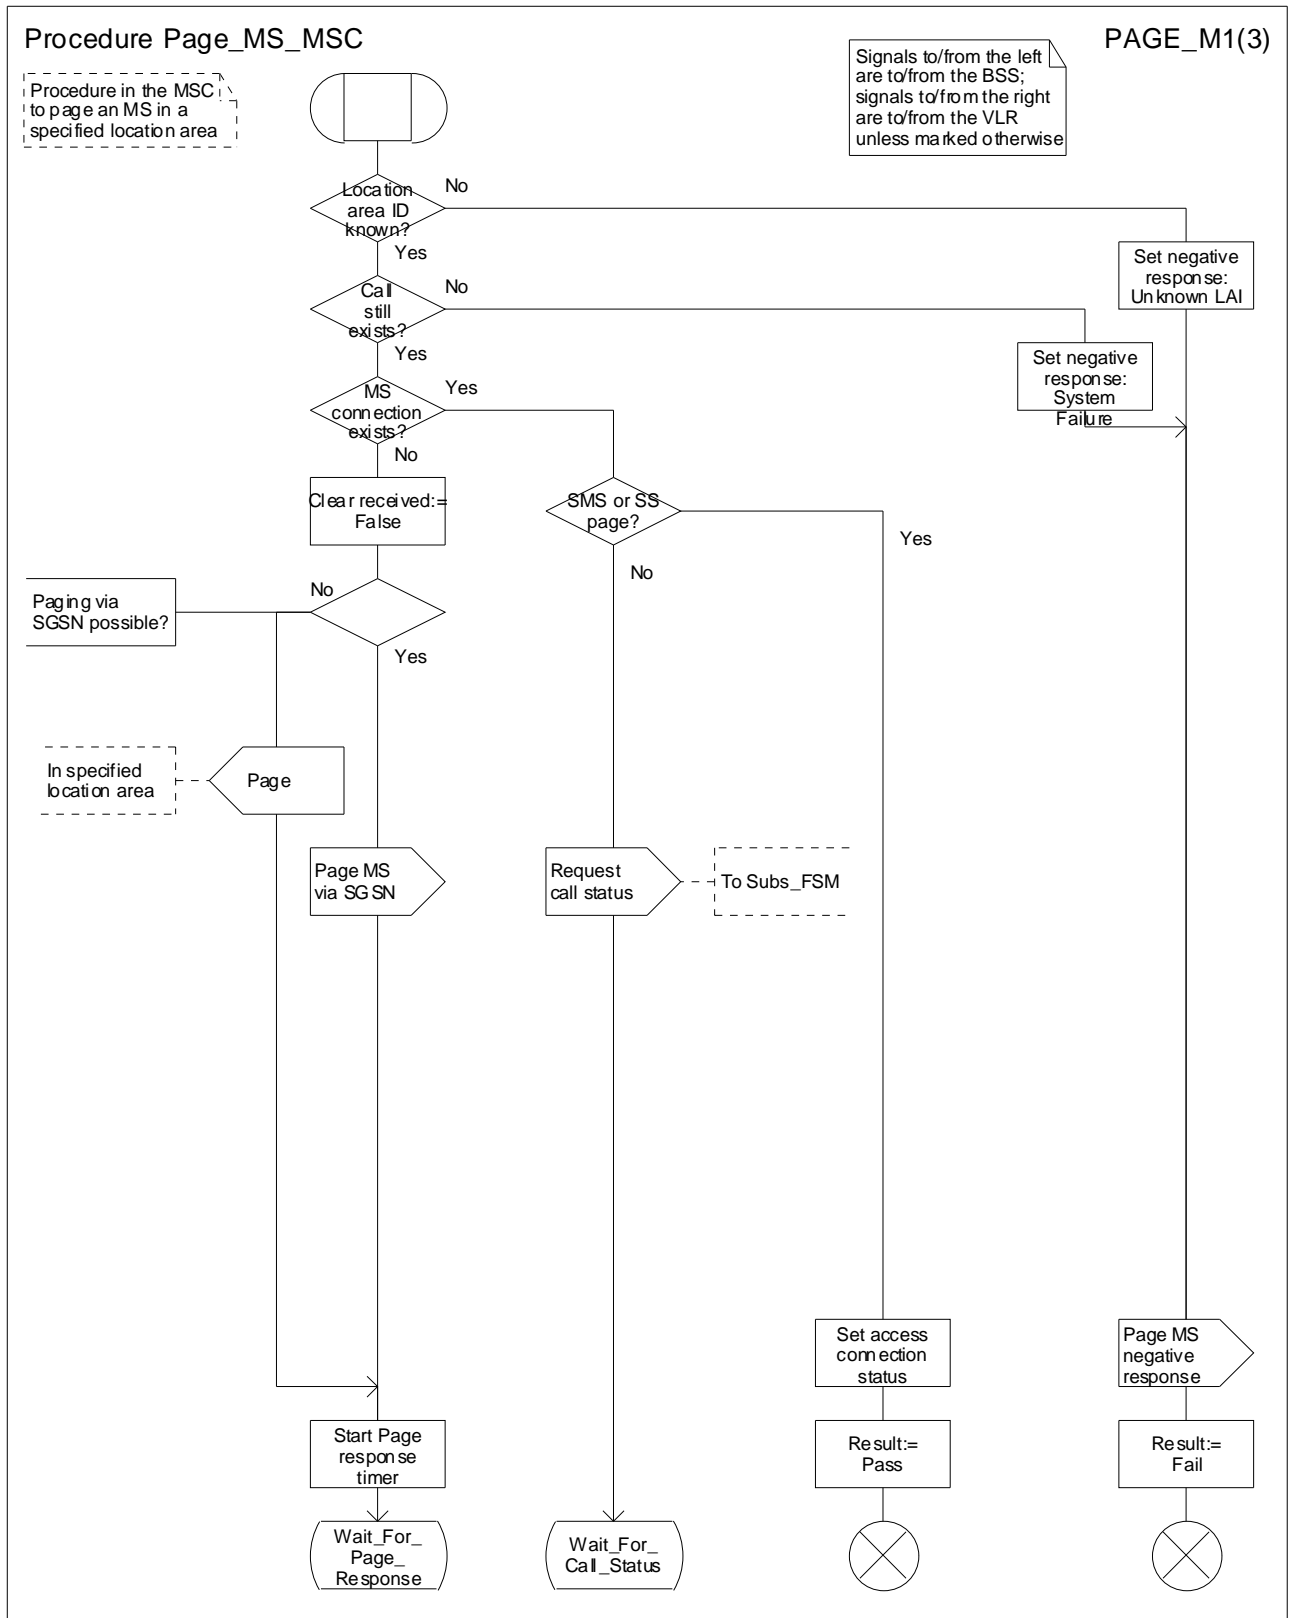 Procedure Page_MS_MSC
PAGE_M1(3)
Procedure in the MSC
to page an MS in a
specified location area
Signals to/from the left
are to/from the BSS;
signals to/from the right
are to/from the VLR
unless marked otherwise
Location
area ID
known?
No
Yes
Set negative
response:
Unknown LAI
Call
still
exists?
No
Yes
Set negative
response:
System
Failure
MS
connection
exists?
Yes
No
Clear received:=
False
SMS or SS
page?
Yes
No
Paging via
SGSN possible?
No
Yes
In specified
location area
Page
Page MS
via SGSN
Request
call status
To Subs_FSM
Set access
connection
status
Page MS
negative
response
Start Page
response
timer
Result:=
Pass
Result:=
Fail
Wait_For_
Page_
Response
Wait_For_
Call_Status